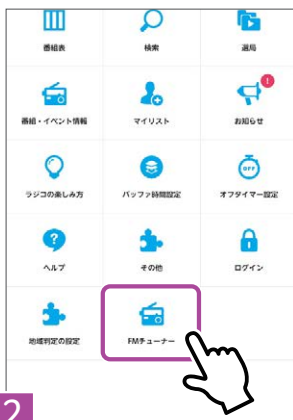 番組表 検索 選局
!
番組・イベント情報 マイリスト お知らせ
OFF
ラジコの楽しみ方 バッファ時間設定 オフタイマー設定
?
ヘルプ その他 ログイン
地域判定の設定 FMチューナー
2